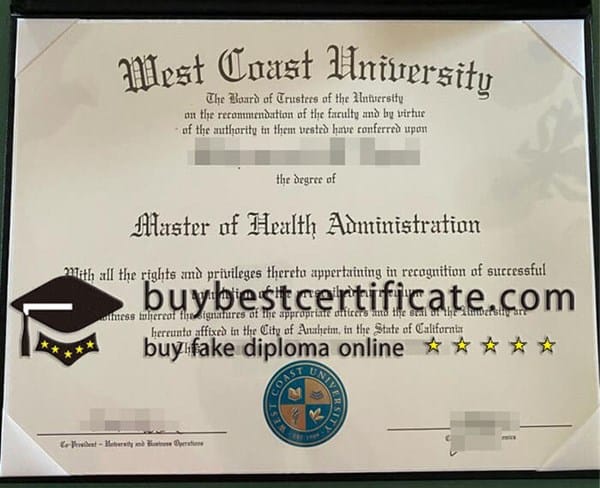 West Coast University
The Board of Trustees of the University
on the recommendation of the faculty and by virtue
of the authority in them vested have conferred upon
the degree of
Master of Health Administration
With all the rights and privileges thereto appertaining in recognition of successful
of the
buybestcertificate.com
witness whereof the signatures of the appropriate officers and the seal of the University are
hereunto affixed in the City of Anaheim, in the State of California
buy fake diploma online
WEST COAST UNIVERSITY
EST. 1909
Co-President – University and Business Operations